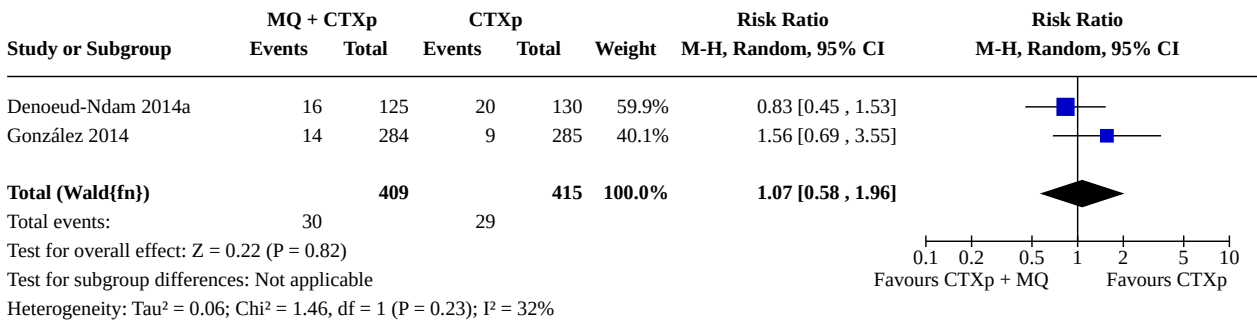 MQ + CTXp CTXp Risk Ratio Risk Ratio
Study or Subgroup Events Total Events Total Weight M-H, Random, 95% CI M-H, Random, 95% CI
Denoeud-Ndam 2014a 16 125 20 130 59.9% 0.83 [0.45 , 1.53]
González 2014 14 284 9 285 40.1% 1.56 [0.69 , 3.55]
Total (Wald{fn}) 409 415 100.0% 1.07 [0.58 , 1.96]
Total events: 30 29
Test for overall effect: Z = 0.22 (P = 0.82)
0.1 0.2 0.5 1 2 5 10
Test for subgroup differences: Not applicable
Favours CTXp + MQ Favours CTXp
Heterogeneity: Tau² = 0.06; Chi² = 1.46, df = 1 (P = 0.23); I² = 32%